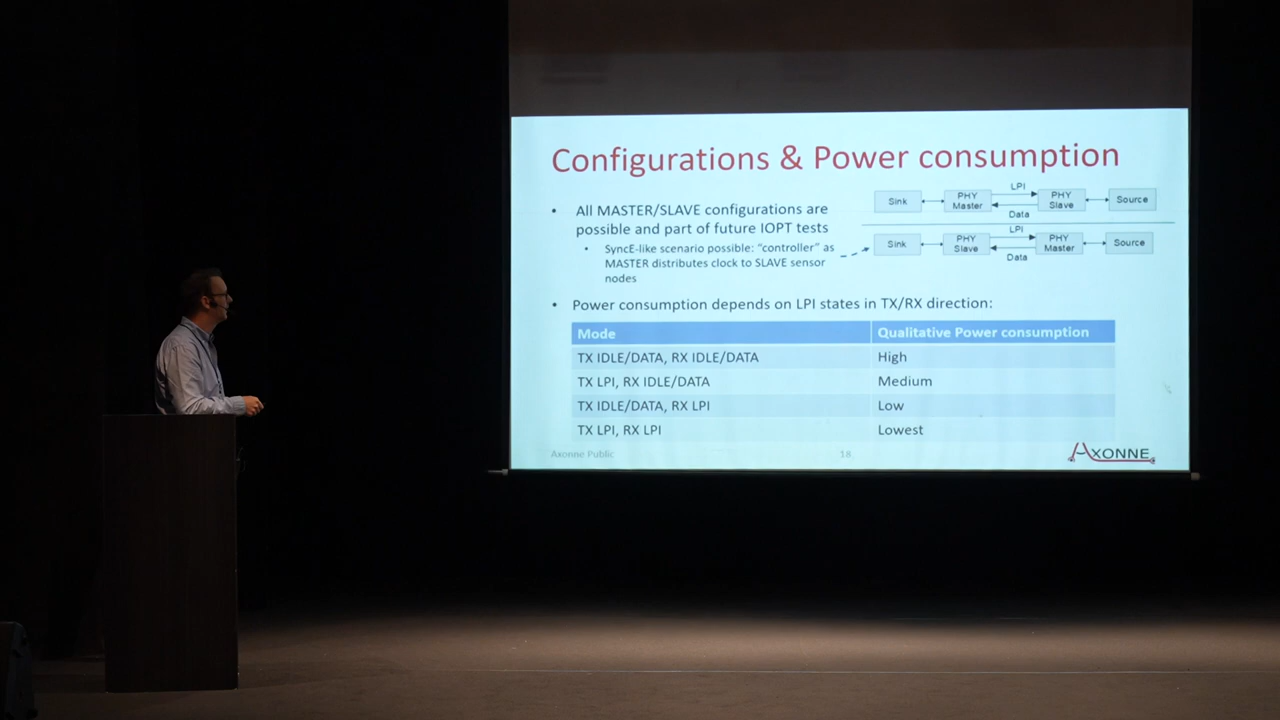 Configurations & Power consumption
• All MASTER/SLAVE configurations are
possible and part of future IOPT tests
• SyncE-like scenario possible: “controller” as
MASTER distributes clock to SLAVE sensor
nodes
Sink PHY Master LPI Data PHY Slave Source
Sink PHY Slave LPI Data PHY Master Source
• Power consumption depends on LPI states in TX/RX direction:
Mode Qualitative Power consumption
TX IDLE/DATA, RX IDLE/DATA High
TX LPI, RX IDLE/DATA Medium
TX IDLE/DATA, RX LPI Low
TX LPI, RX LPI Lowest
Axonne Public 18 AXONNE